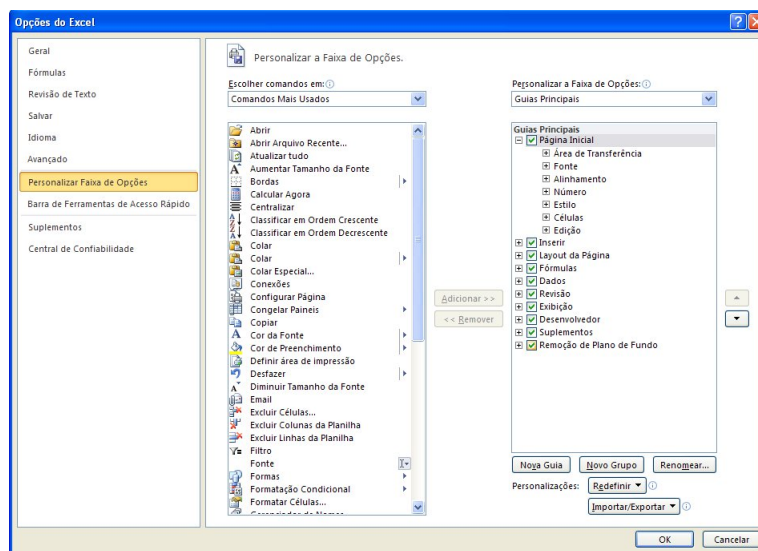 Opções do Excel
Geral
Fórmulas
Revisão de Texto
Salvar
Idioma
Avançado
Personalizar Faixa de Opções
Barra de Ferramentas de Acesso Rápido
Suplementos
Central de Confiabilidade
Personalizar a Faixa de Opções.
Escolher comandos em:
Comandos Mais Usados
Abrir
Abrir Arquivo Recente...
Atualizar tudo
Aumentar Tamanho da Fonte
Bordas
Calcular Agora
Centralizar
Classificar em Ordem Crescente
Classificar em Ordem Decrescente
Colar
Colar
Colar Especial...
Conexões
Configurar Página
Congelar Paineis
Copiar
Cor da Fonte
Cor de Preenchimento
Definir área de impressão
Desfazer
Diminuir Tamanho da Fonte
Email
Excluir Células...
Excluir Colunas da Planilha
Excluir Linhas da Planilha
Filtro
Fonte
Formas
Formatação Condicional
Formatar Células...
Gerenciador de Nomes
Adicionar >>
<< Remover
Personalizar a Faixa de Opções:
Guias Principais
Guias Principais
Página Inicial
Área de Transferência
Fonte
Alinhamento
Número
Estilo
Células
Edição
Inserir
Layout da Página
Fórmulas
Dados
Revisão
Exibição
Desenvolvedor
Suplementos
Remoção de Plano de Fundo
Nova Guia
Novo Grupo
Renomear...
Personalizações:
Redefinir
Importar/Exportar
OK
Cancelar